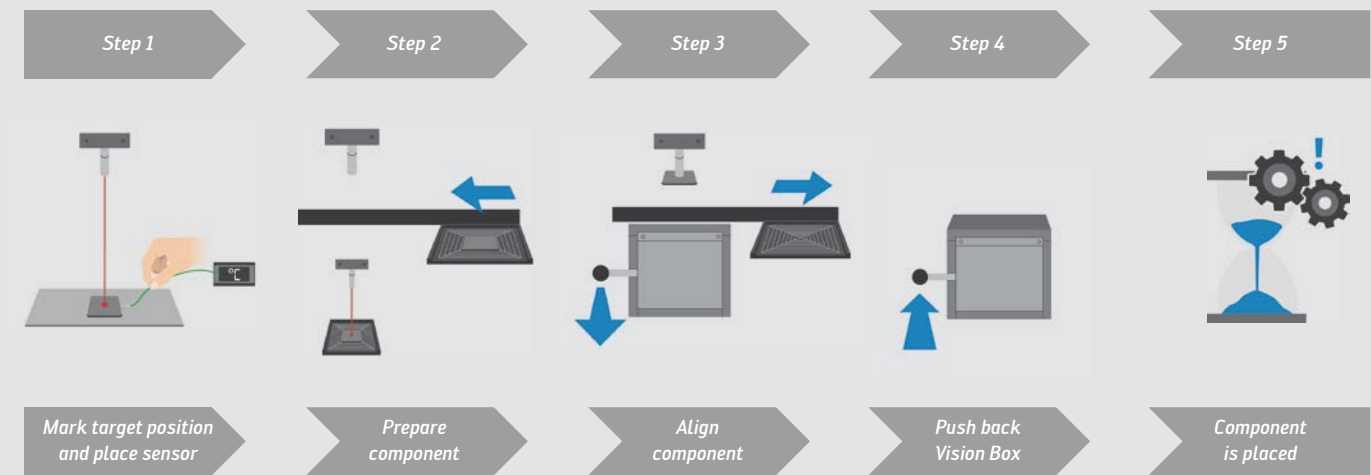 Step 1
Step 2
Step 3
Step 4
Step 5
°C
!
Mark target position
and place sensor
Prepare
component
Align
component
Push back
Vision Box
Component
is placed